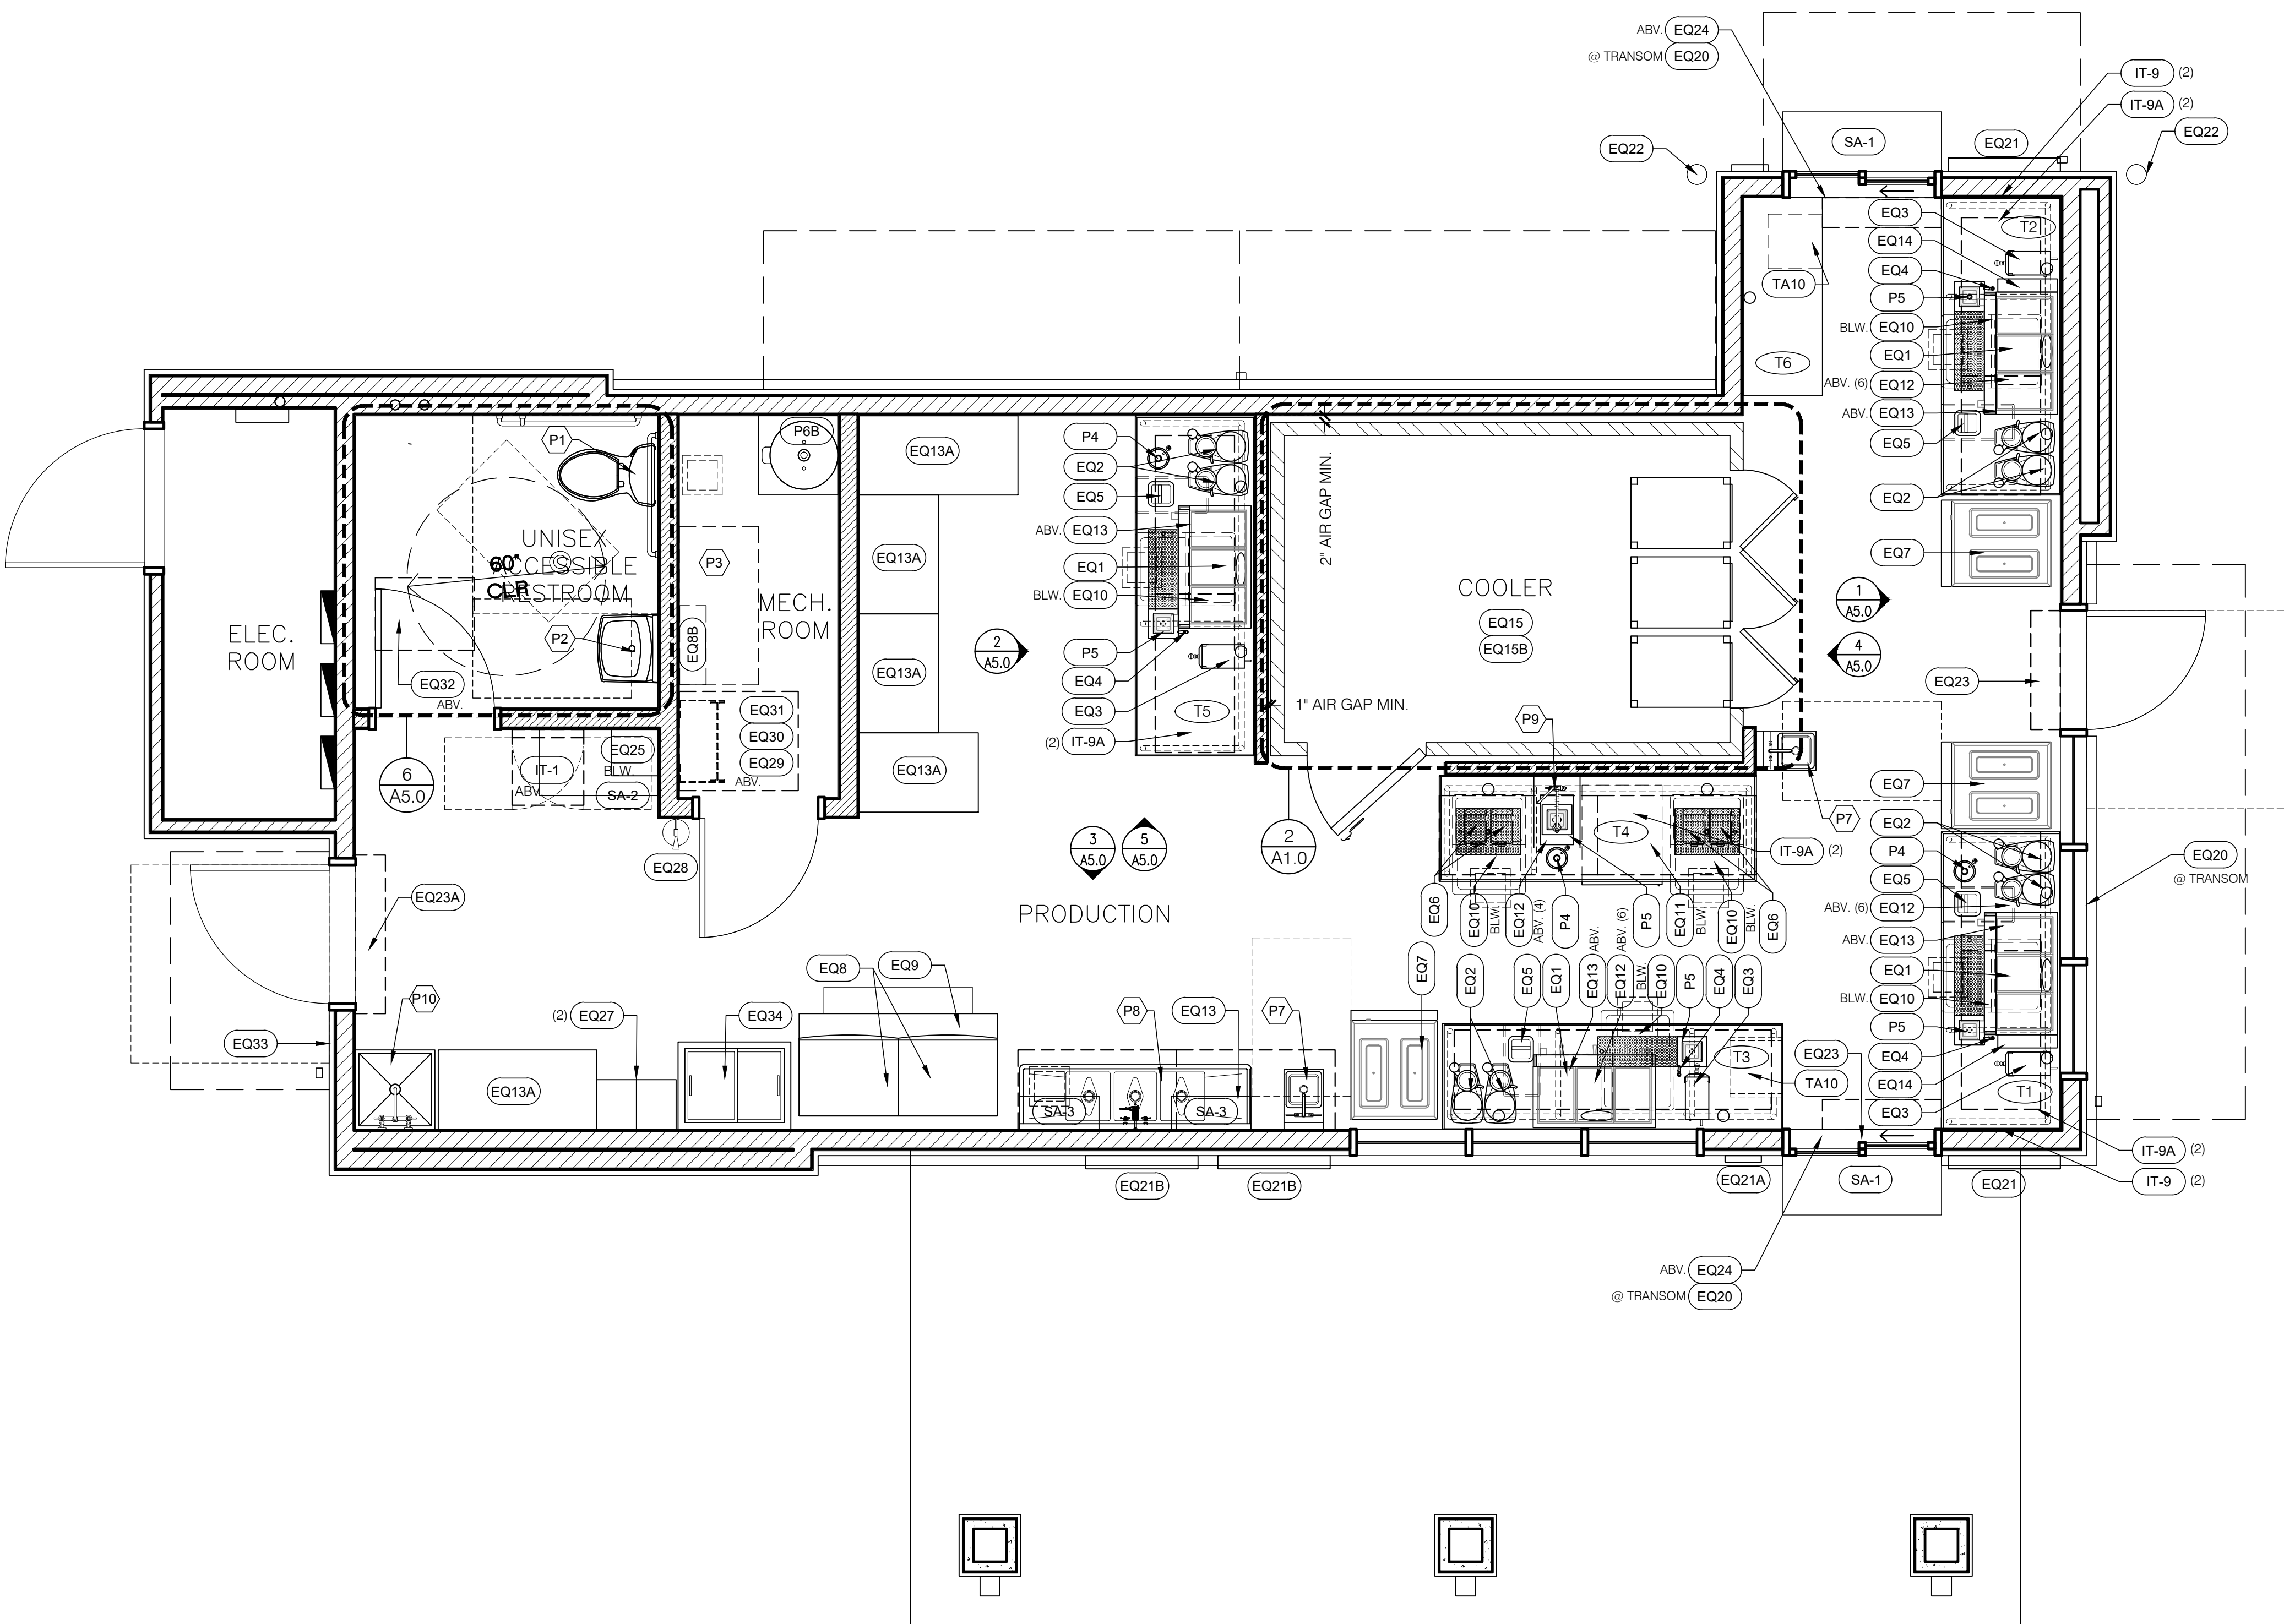 ABV. EQ24
@ TRANSOM EQ20
IT-9 (2)
IT-9A (2)
EQ22
EQ22
SA-1
EQ21
EQ3
T2
EQ14
EQ4
TA10
P5
BLW. EQ10
EQ1
T6
ABV. (6) EQ12
ABV. EQ13
EQ5
EQ2
EQ7
P1
P6B
EQ13A
P4
EQ2
EQ5
ABV. EQ13
EQ1
BLW. EQ10
P5
EQ4
EQ3
T5
(2) IT-9A
2" AIR GAP MIN.
1" AIR GAP MIN.
COOLER
EQ15
EQ15B
UNISEX
ACCESSIBLE
RESTROOM
60"
CLR
P2
EQ32
ABV.
ELEC.
ROOM
P3
MECH.
ROOM
EQ8B
EQ13A
EQ13A
EQ13A
EQ31
EQ30
EQ29
ABV.
2
A5.0
1
A5.0
4
A5.0
EQ23
P9
6
A5.0
IT-1
ABV.
EQ25
BLW.
SA-2
EQ28
3
A5.0
5
A5.0
2
A1.0
T4
IT-9A (2)
P7
EQ7
EQ2
P4
EQ5
ABV. (6) EQ12
ABV. EQ13
EQ1
BLW. EQ10
P5
EQ4
EQ14
EQ3
T1
EQ20
@ TRANSOM
EQ6
EQ10
BLW.
EQ12
ABV. (4)
P4
P5
EQ11
BLW.
EQ10
BLW.
EQ6
PRODUCTION
EQ23A
EQ33
P10
EQ13A
(2) EQ27
EQ34
EQ8
EQ9
P8
EQ13
P7
SA-3
SA-3
EQ7
EQ2
EQ5
EQ1
EQ13
ABV.
EQ12
ABV. (6)
EQ10
BLW.
P5
EQ4
EQ3
T3
EQ23
TA10
EQ21B
EQ21B
EQ21A
SA-1
EQ21
IT-9A (2)
IT-9 (2)
ABV. EQ24
@ TRANSOM EQ20